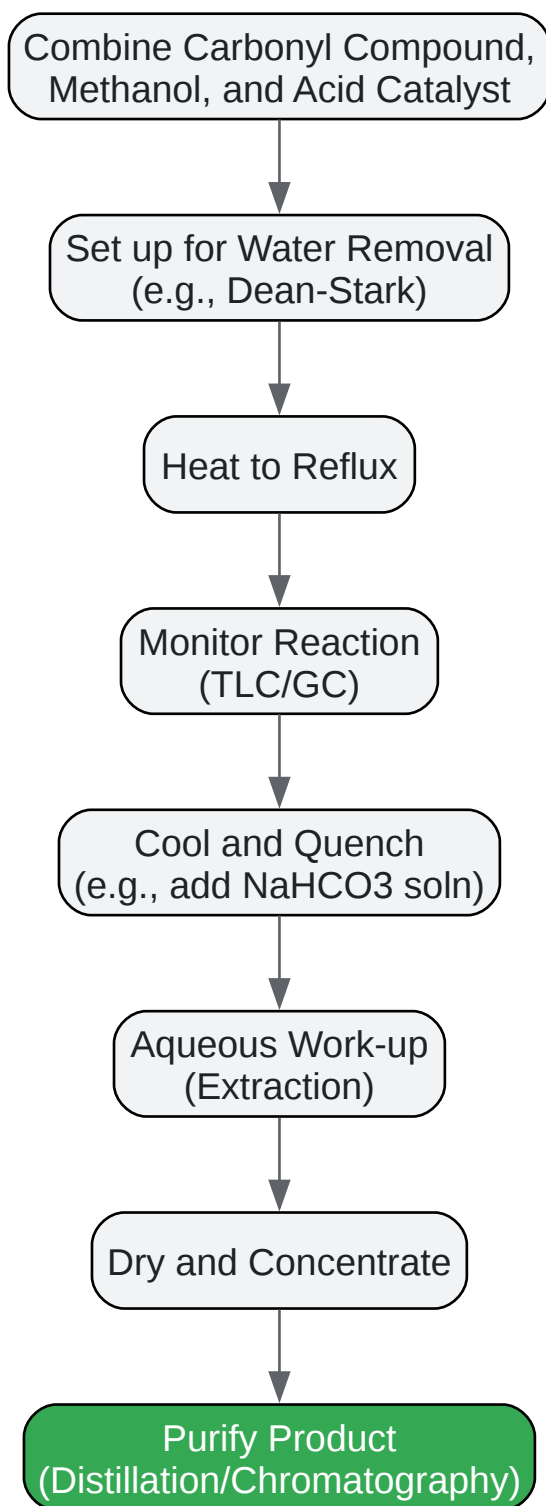 Combine Carbonyl Compound,
Methanol, and Acid Catalyst
Set up for Water Removal
(e.g., Dean-Stark)
Heat to Reflux
Monitor Reaction
(TLC/GC)
Cool and Quench
(e.g., add NaHCO3 soln)
Aqueous Work-up
(Extraction)
Dry and Concentrate
Purify Product
(Distillation/Chromatography)